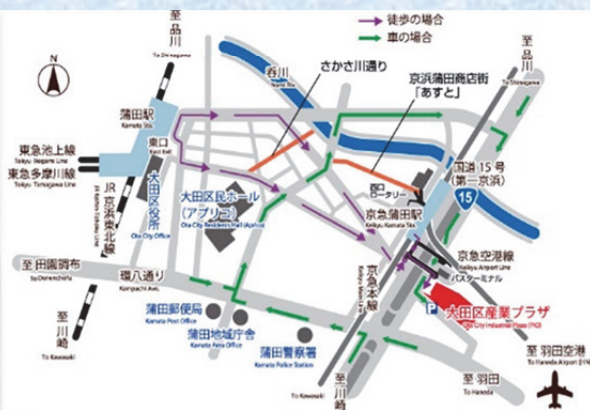 徒歩の場合
車の場合
N
至品川
To Shinagawa
至品川
To Shinagawa
呑川
さかさ川通り
京浜蒲田商店街
「あすと」
蒲田駅
Kamata Sta.
東口
East Exit
東急池上線
Tokyu Ikegami Line
東急多摩川線
Tokyu Tamagawa Line
JR京浜東北線
大田区役所
Ota City Office
大田区民ホール
（アプリコ）
Ota City Residents Hall (Aprico)
西口
ロータリー
国道15号
（第一京浜）
15
京急蒲田駅
Keikyu Kamata Sta.
京急空港線
Keikyu Airport Line
バスターミナル
至田園調布
To Denenchofu
環八通り
Kampachi Ave.
京急本線
Keikyu Main Line
P
大田区産業プラザ
Ota City Industrial Plaza (PiO)
蒲田郵便局
Kamata Post Office
蒲田地域庁舎
蒲田警察署
Kamata Police Station
至川崎
To Kawasaki
至川崎
To Kawasaki
至羽田
To Haneda
至羽田空港